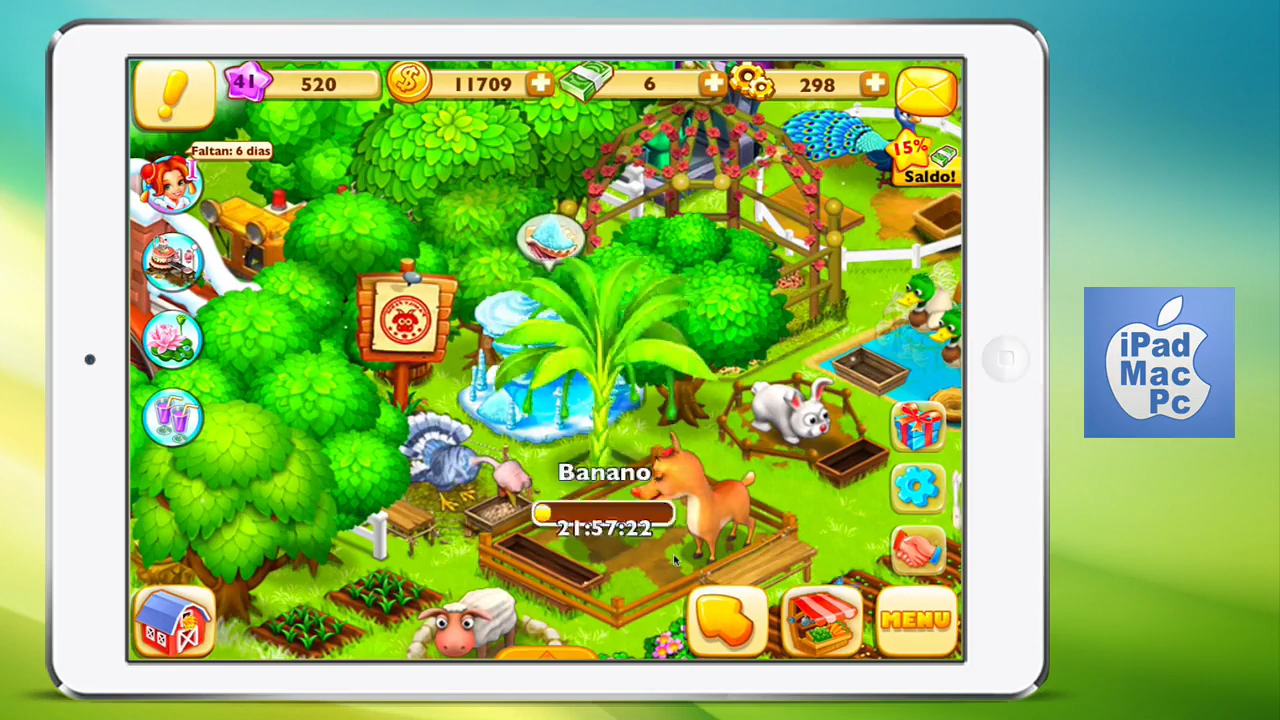 41
520
11709
6
298
Faltan: 6 dias
I
15%
Saldo!
Banano
21:57:22
MENU
iPad
Mac
Pc